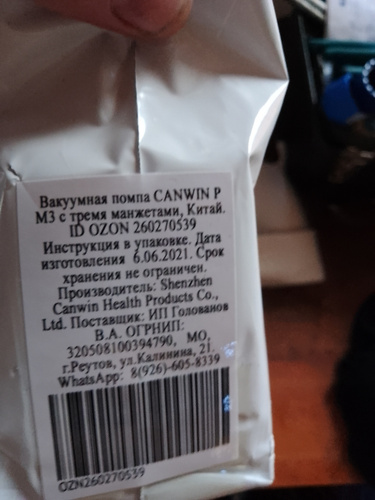 Вакуумная помпа CANWIN P
M3 с тремя манжетами, Китай.
ID OZON 260270539
Инструкция в упаковке. Дата
изготовления 6.06.2021. Срок
хранения не ограничен.
Производитель: Shenzhen
Canwin Health Products Co.,
Ltd. Поставщик: ИП Голованов
В.А. ОГРНИП:
320508100394790, МО,
г.Реутов, ул.Калинина, 21.
WhatsApp: 8(926)-605-8339
OZN260270539